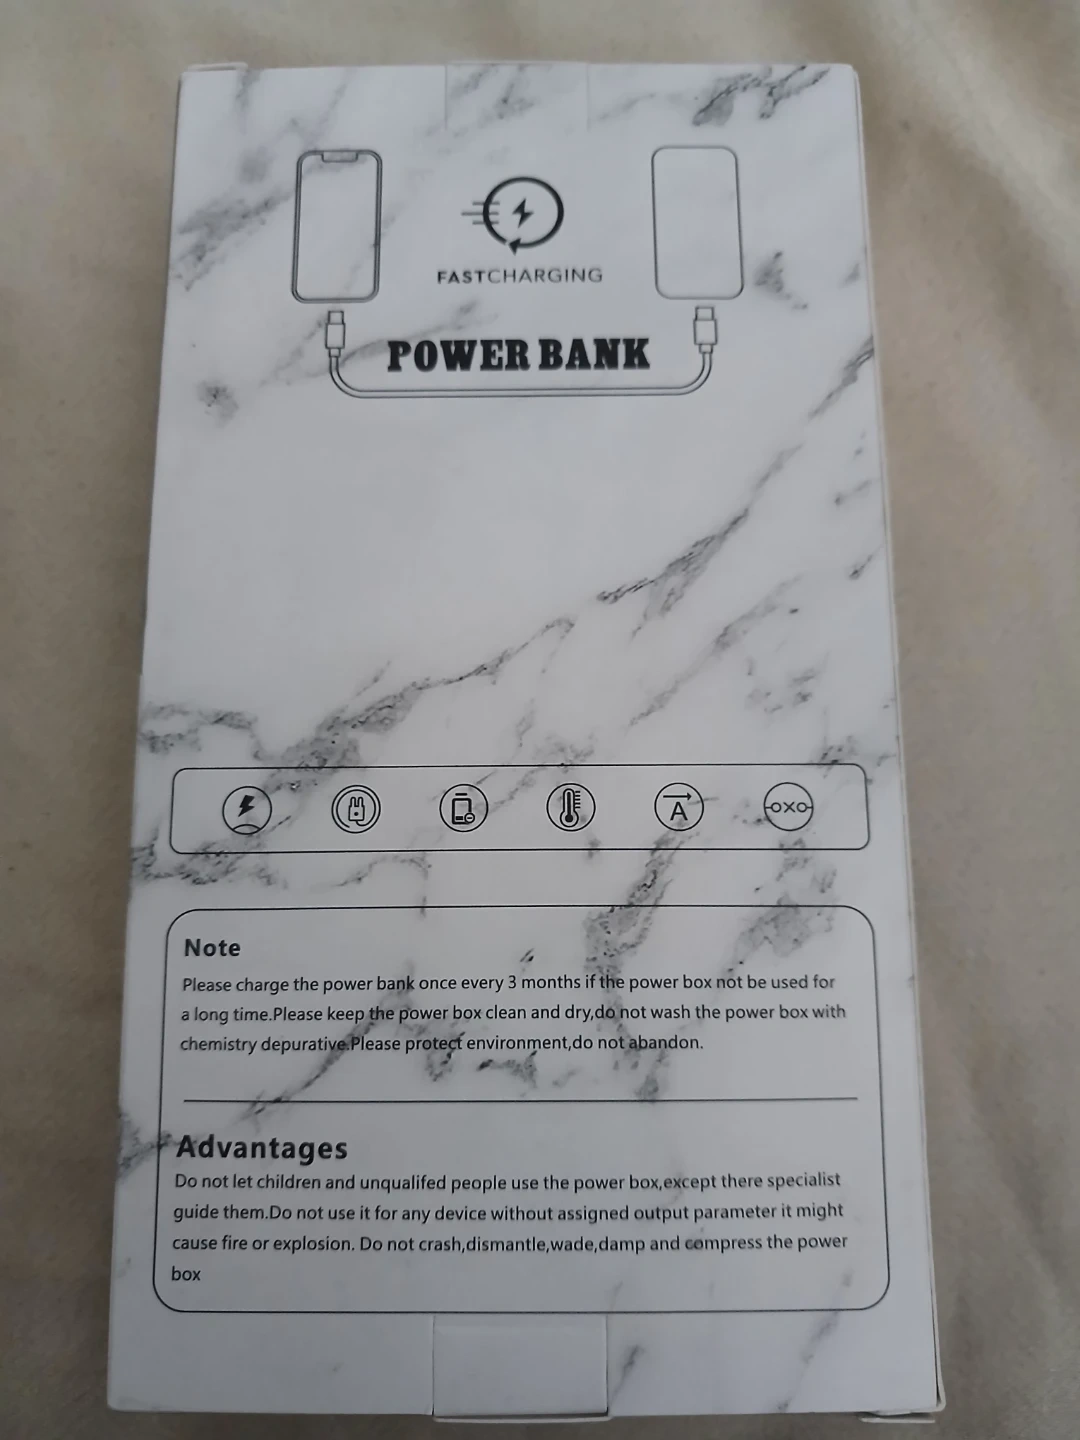 FASTCHARGING
POWER BANK
A
Note
Please charge the power bank once every 3 months if the power box not be used for
a long time.Please keep the power box clean and dry,do not wash the power box with
chemistry depurative.Please protect environment,do not abandon.
Advantages
Do not let children and unqualifed people use the power box,except there specialist
guide them.Do not use it for any device without assigned output parameter it might
cause fire or explosion. Do not crash,dismantle,wade,damp and compress the power
box